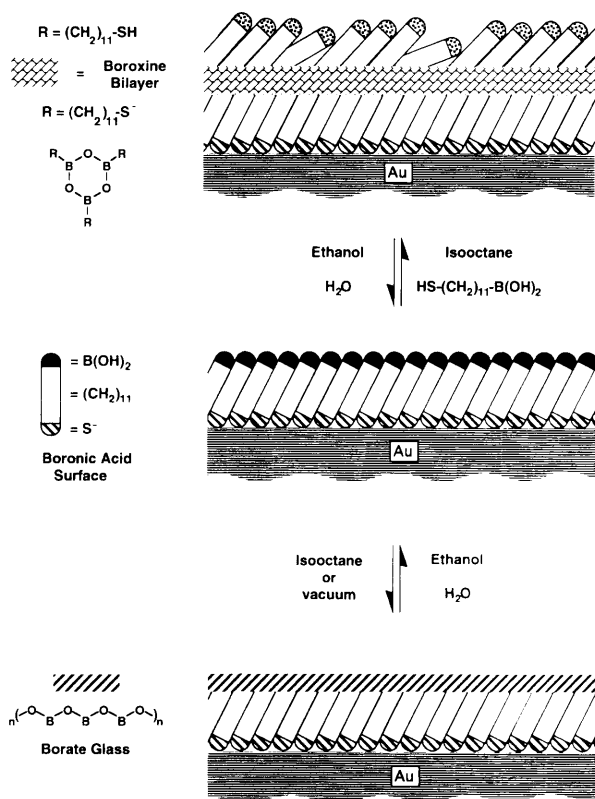 R = (CH2)11-SH
= Boroxine
Bilayer
R = (CH2)11-S-
R O R
B B
O O
B
R
Au
Ethanol
H2O
Isooctane
HS-(CH2)11-B(OH)2
= B(OH)2
= (CH2)11
= S-
Boronic Acid
Surface
Au
Isooctane
or
vacuum
Ethanol
H2O
n(O B O B O B O)n
Borate Glass
Au